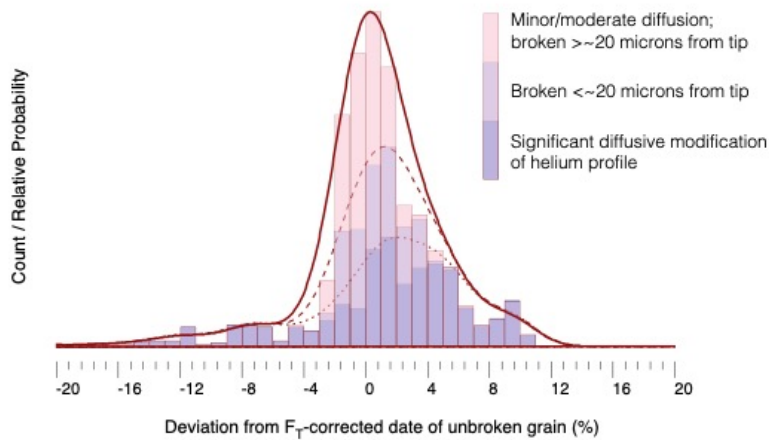 Minor/moderate diffusion;
broken >~20 microns from tip
Broken <~20 microns from tip
Significant diffusive modification
of helium profile
Count / Relative Probability
-20 -16 -12 -8 -4 0 4 8 12 16 20
Deviation from FT-corrected date of unbroken grain (%)